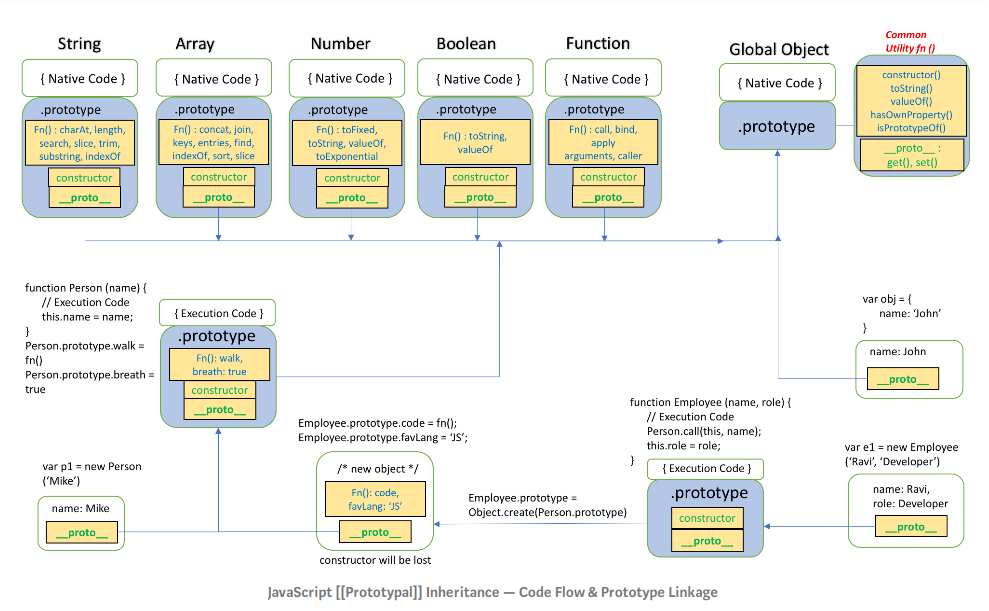 String
{ Native Code }
.prototype
Fn() : charAt, length,
search, slice, trim,
substring, indexOf
constructor
__proto__
Array
{ Native Code }
.prototype
Fn() : concat, join,
keys, entries, find,
indexOf, sort, slice
constructor
__proto__
Number
{ Native Code }
.prototype
Fn() : toFixed,
toString, valueOf,
toExponential
constructor
__proto__
Boolean
{ Native Code }
.prototype
Fn() : toString,
valueOf
constructor
__proto__
Function
{ Native Code }
.prototype
Fn() : call, bind,
apply
arguments, caller
constructor
__proto__
Global Object
{ Native Code }
.prototype
Common
Utility fn ()
constructor()
toString()
valueOf()
hasOwnProperty()
isPrototypeOf()
__proto__ :
get(), set()
function Person (name) {
// Execution Code
this.name = name;
}
Person.prototype.walk =
fn()
Person.prototype.breath =
true
{ Execution Code }
.prototype
Fn(): walk,
breath: true
constructor
__proto__
var obj = {
name: ‘John’
}
name: John
__proto__
function Employee (name, role) {
// Execution Code
Person.call(this, name);
this.role = role;
}
{ Execution Code }
.prototype
constructor
__proto__
Employee.prototype.code = fn();
Employee.prototype.favLang = ‘JS’;
/* new object */
Fn(): code,
favLang: ‘JS’
__proto__
constructor will be lost
Employee.prototype =
Object.create(Person.prototype)
var p1 = new Person
(‘Mike’)
name: Mike
__proto__
var e1 = new Employee
(‘Ravi’, ‘Developer’)
name: Ravi,
role: Developer
__proto__
JavaScript [[Prototypal]] Inheritance — Code Flow & Prototype Linkage